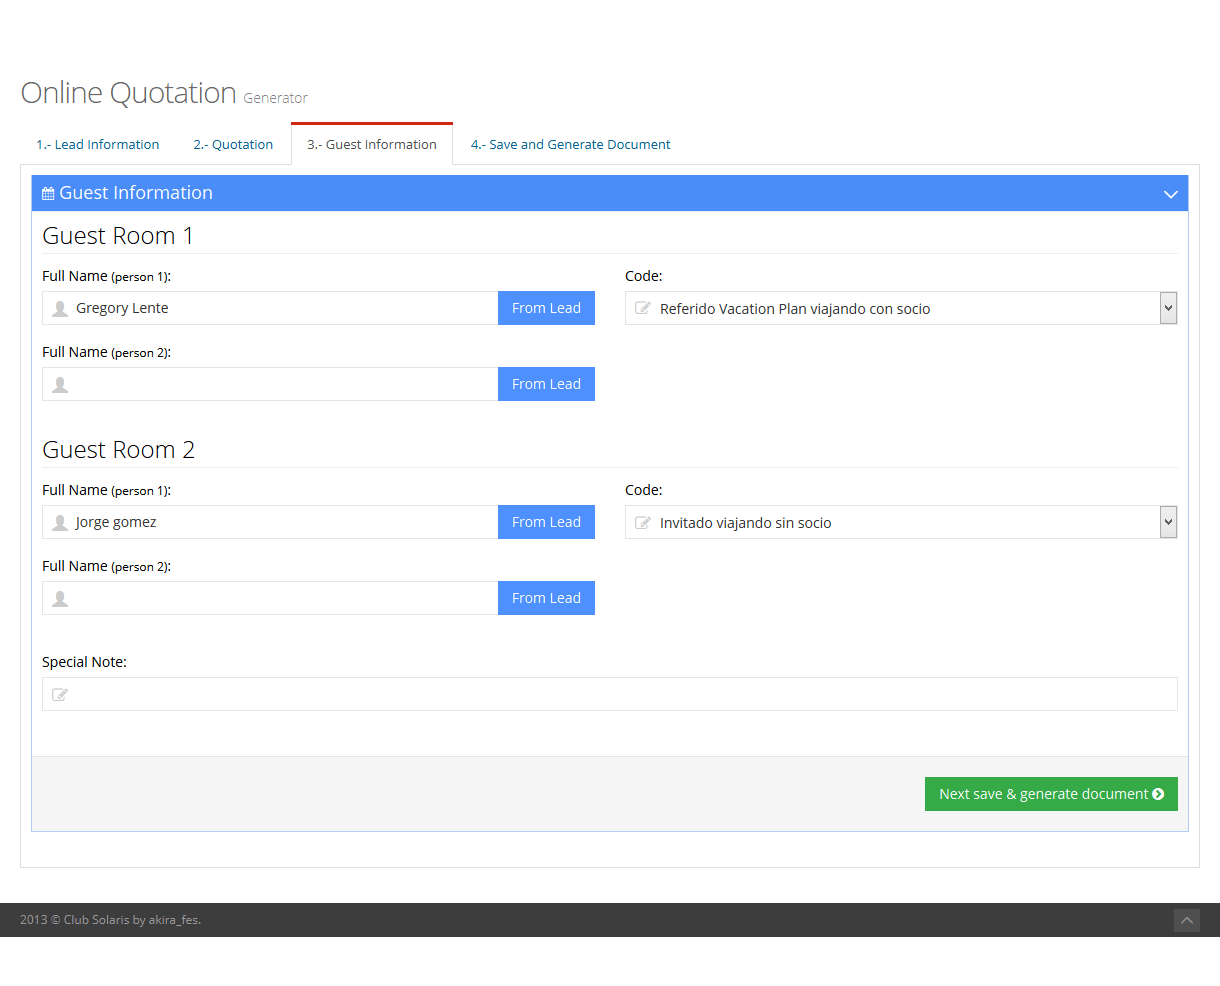 Online Quotation Generator
1.- Lead Information 2.- Quotation 3.- Guest Information 4.- Save and Generate Document
Guest Information
Guest Room 1
Full Name (person 1): Code:
Gregory Lente From Lead Referido Vacation Plan viajando con socio
Full Name (person 2):
From Lead
Guest Room 2
Full Name (person 1): Code:
Jorge gomez From Lead Invitado viajando sin socio
Full Name (person 2):
From Lead
Special Note:
Next save & generate document
2013 © Club Solaris by akira_fes.